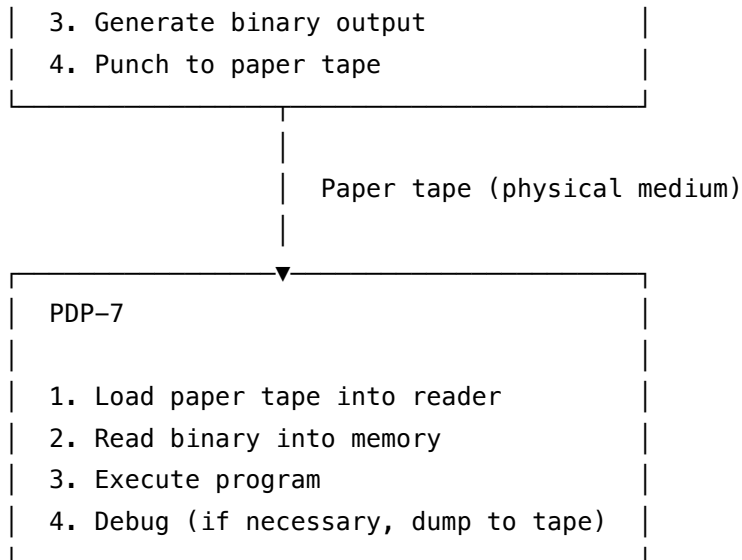 3. Generate binary output
4. Punch to paper tape
Paper tape (physical medium)
PDP-7
1. Load paper tape into reader
2. Read binary into memory
3. Execute program
4. Debug (if necessary, dump to tape)